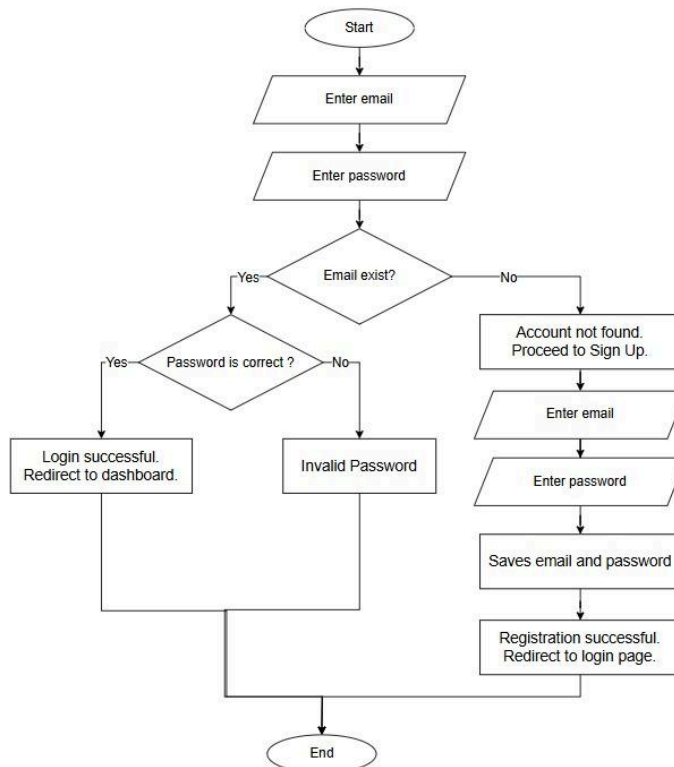 Start
Enter email
Enter password
Email exist?
Yes
No
Password is correct ?
Yes
No
Account not found.
Proceed to Sign Up.
Enter email
Login successful.
Redirect to dashboard.
Invalid Password
Enter password
Saves email and password
Registration successful.
Redirect to login page.
End